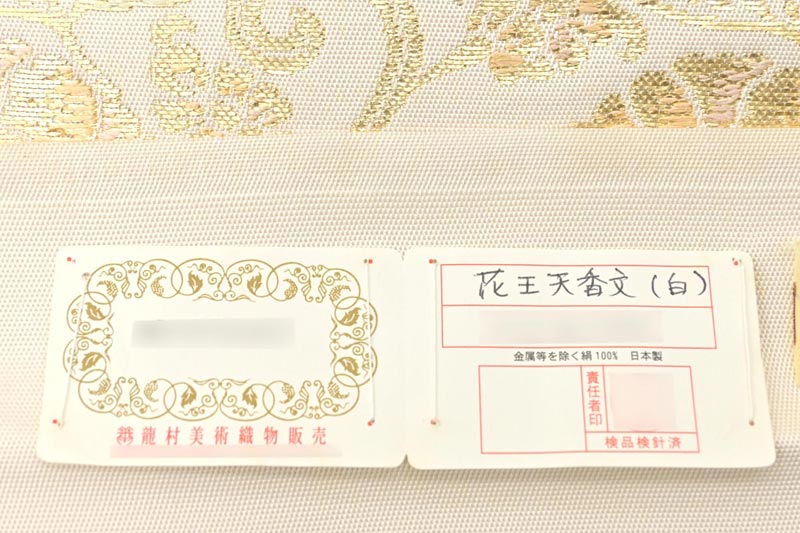 ㈱龍村美術織物販売
花王天香文(白)
金属等を除く絹100% 日本製
責任者印
検品検針済